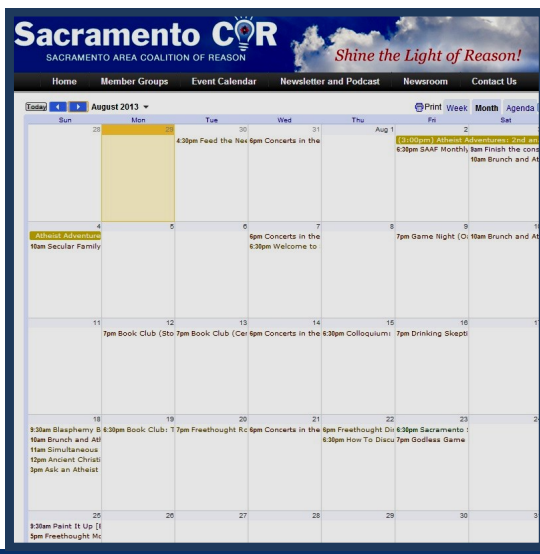 Sacramento COR
SACRAMENTO AREA COALITION OF REASON
Shine the Light of Reason!
Home Member Groups Event Calendar Newsletter and Podcast Newsroom Contact Us
Today August 2013 Print Week Month Agenda
Sun Mon Tue Wed Thu Fri Sat
28 29 30 31 Aug 1 2
4:30pm Feed the Nee 6pm Concerts in the (3:00pm) Atheist Adventures: 2nd an
6:30pm SAAF Monthly 9am Finish the cons
10am Brunch and At
4 5 6 7 8 9 10
Atheist Adventure 6pm Concerts in the 7pm Game Night (O 10am Brunch and At
10am Secular Family 6:30pm Welcome to
11 12 13 14 15 16 17
7pm Book Club (Sto 7pm Book Club (Cer 6pm Concerts in the 6:30pm Colloquium: 7pm Drinking Skepti
18 19 20 21 22 23 2
9:30am Blasphemy B 6:30pm Book Club: T 7pm Freethought Ro 6pm Concerts in the 6pm Freethought Di 6:30pm Sacramento
10am Brunch and Ath 6:30pm How To Discu 7pm Godless Game
11am Simultaneous
12pm Ancient Christi
3pm Ask an Atheist
25 26 27 28 29 30 3
9:30am Paint It Up [
5pm Freethought Mc